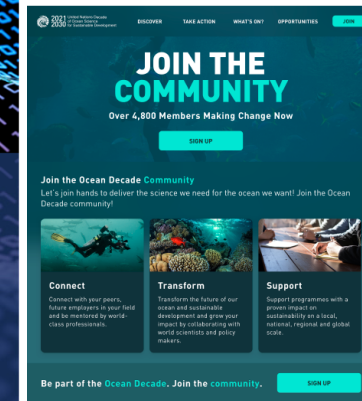 2021 United Nations Decade
2030 of Ocean Science
for Sustainable Development
DISCOVER TAKE ACTION WHAT'S ON? OPPORTUNITIES JOIN
JOIN THE
COMMUNITY
Over 4,800 Members Making Change Now
SIGN UP
Join the Ocean Decade Community
Let's join hands to deliver the science we need for the ocean we want! Join the Ocean
Decade community!
Connect
Connect with your peers,
future employers in your field
and be mentored by world-
class professionals.
Transform
Transform the future of our
ocean and sustainable
development and grow your
impact by collaborating with
world scientists and policy
makers.
Support
Support programmes with a
proven impact on
sustainability on a local,
national, regional and global
scale.
Be part of the Ocean Decade. Join the community.
SIGN UP